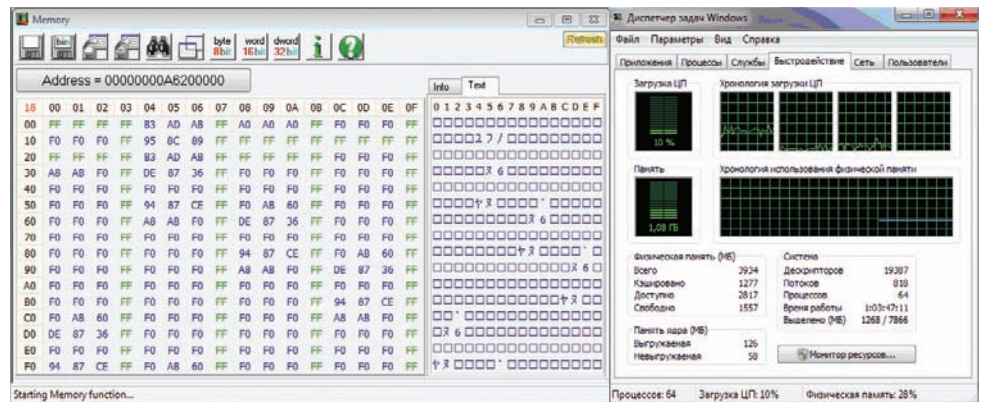 Memory
bin
byte 8bit word 16bit dword 32bit
Refresh
Address = 00000000A6200000
Info Text
18 00 01 02 03 04 05 06 07 08 09 0A 0B 0C 0D 0E 0F
0 1 2 3 4 5 6 7 8 9 A B C D E F
00 FF FF FF FF B3 AD AB FF A0 A0 A0 FF F0 F0 F0 FF
10 F0 F0 F0 FF 95 8C 89 FF FF FF FF FF FF FF FF FF
20 FF FF FF FF B3 AD AB FF FF FF FF FF F0 F0 F0 FF
30 A8 AB F0 FF DE 87 36 FF F0 F0 F0 FF F0 F0 F0 FF
40 F0 F0 F0 FF F0 F0 F0 FF F0 F0 F0 FF F0 F0 F0 FF
50 F0 F0 F0 FF 94 87 CE FF F0 AB 60 FF F0 F0 F0 FF
60 F0 F0 F0 FF A8 AB F0 FF DE 87 36 FF F0 F0 F0 FF
70 F0 F0 F0 FF F0 F0 F0 FF F0 F0 F0 FF F0 F0 F0 FF
80 F0 F0 F0 FF F0 F0 F0 FF 94 87 CE FF F0 AB 60 FF
90 F0 F0 F0 FF F0 F0 F0 FF A8 AB F0 FF DE 87 36 FF
A0 F0 F0 F0 FF F0 F0 F0 FF F0 F0 F0 FF F0 F0 F0 FF
B0 F0 F0 F0 FF F0 F0 F0 FF F0 F0 F0 FF 94 87 CE FF
C0 F0 AB 60 FF F0 F0 F0 FF F0 F0 F0 FF A8 AB F0 FF
D0 DE 87 36 FF F0 F0 F0 FF F0 F0 F0 FF F0 F0 F0 FF
E0 F0 F0 F0 FF F0 F0 F0 FF F0 F0 F0 FF F0 F0 F0 FF
F0 94 87 CE FF F0 AB 60 FF F0 F0 F0 FF F0 F0 F0 FF
Starting Memory function...
Диспетчер задач Windows
Файл Параметры Вид Справка
Приложения Процессы Службы Быстродействие Сеть Пользователи
Загрузка ЦП Хронология загрузки ЦП
10 %
Память Хронология использования физической памяти
1,08 ГБ
Физическая память (МБ)
Всего 3934
Кэшировано 1277
Доступно 2817
Свободно 1557
Память ядра (МБ)
Выгружаемая 126
Невыгружаемая 58
Система
Дескрипторов 19387
Потоков 818
Процессов 64
Время работы 1:03:47:11
Выделено (МБ) 1268 / 7866
Монитор ресурсов...
Процессов: 64 Загрузка ЦП: 10% Физическая память: 28%